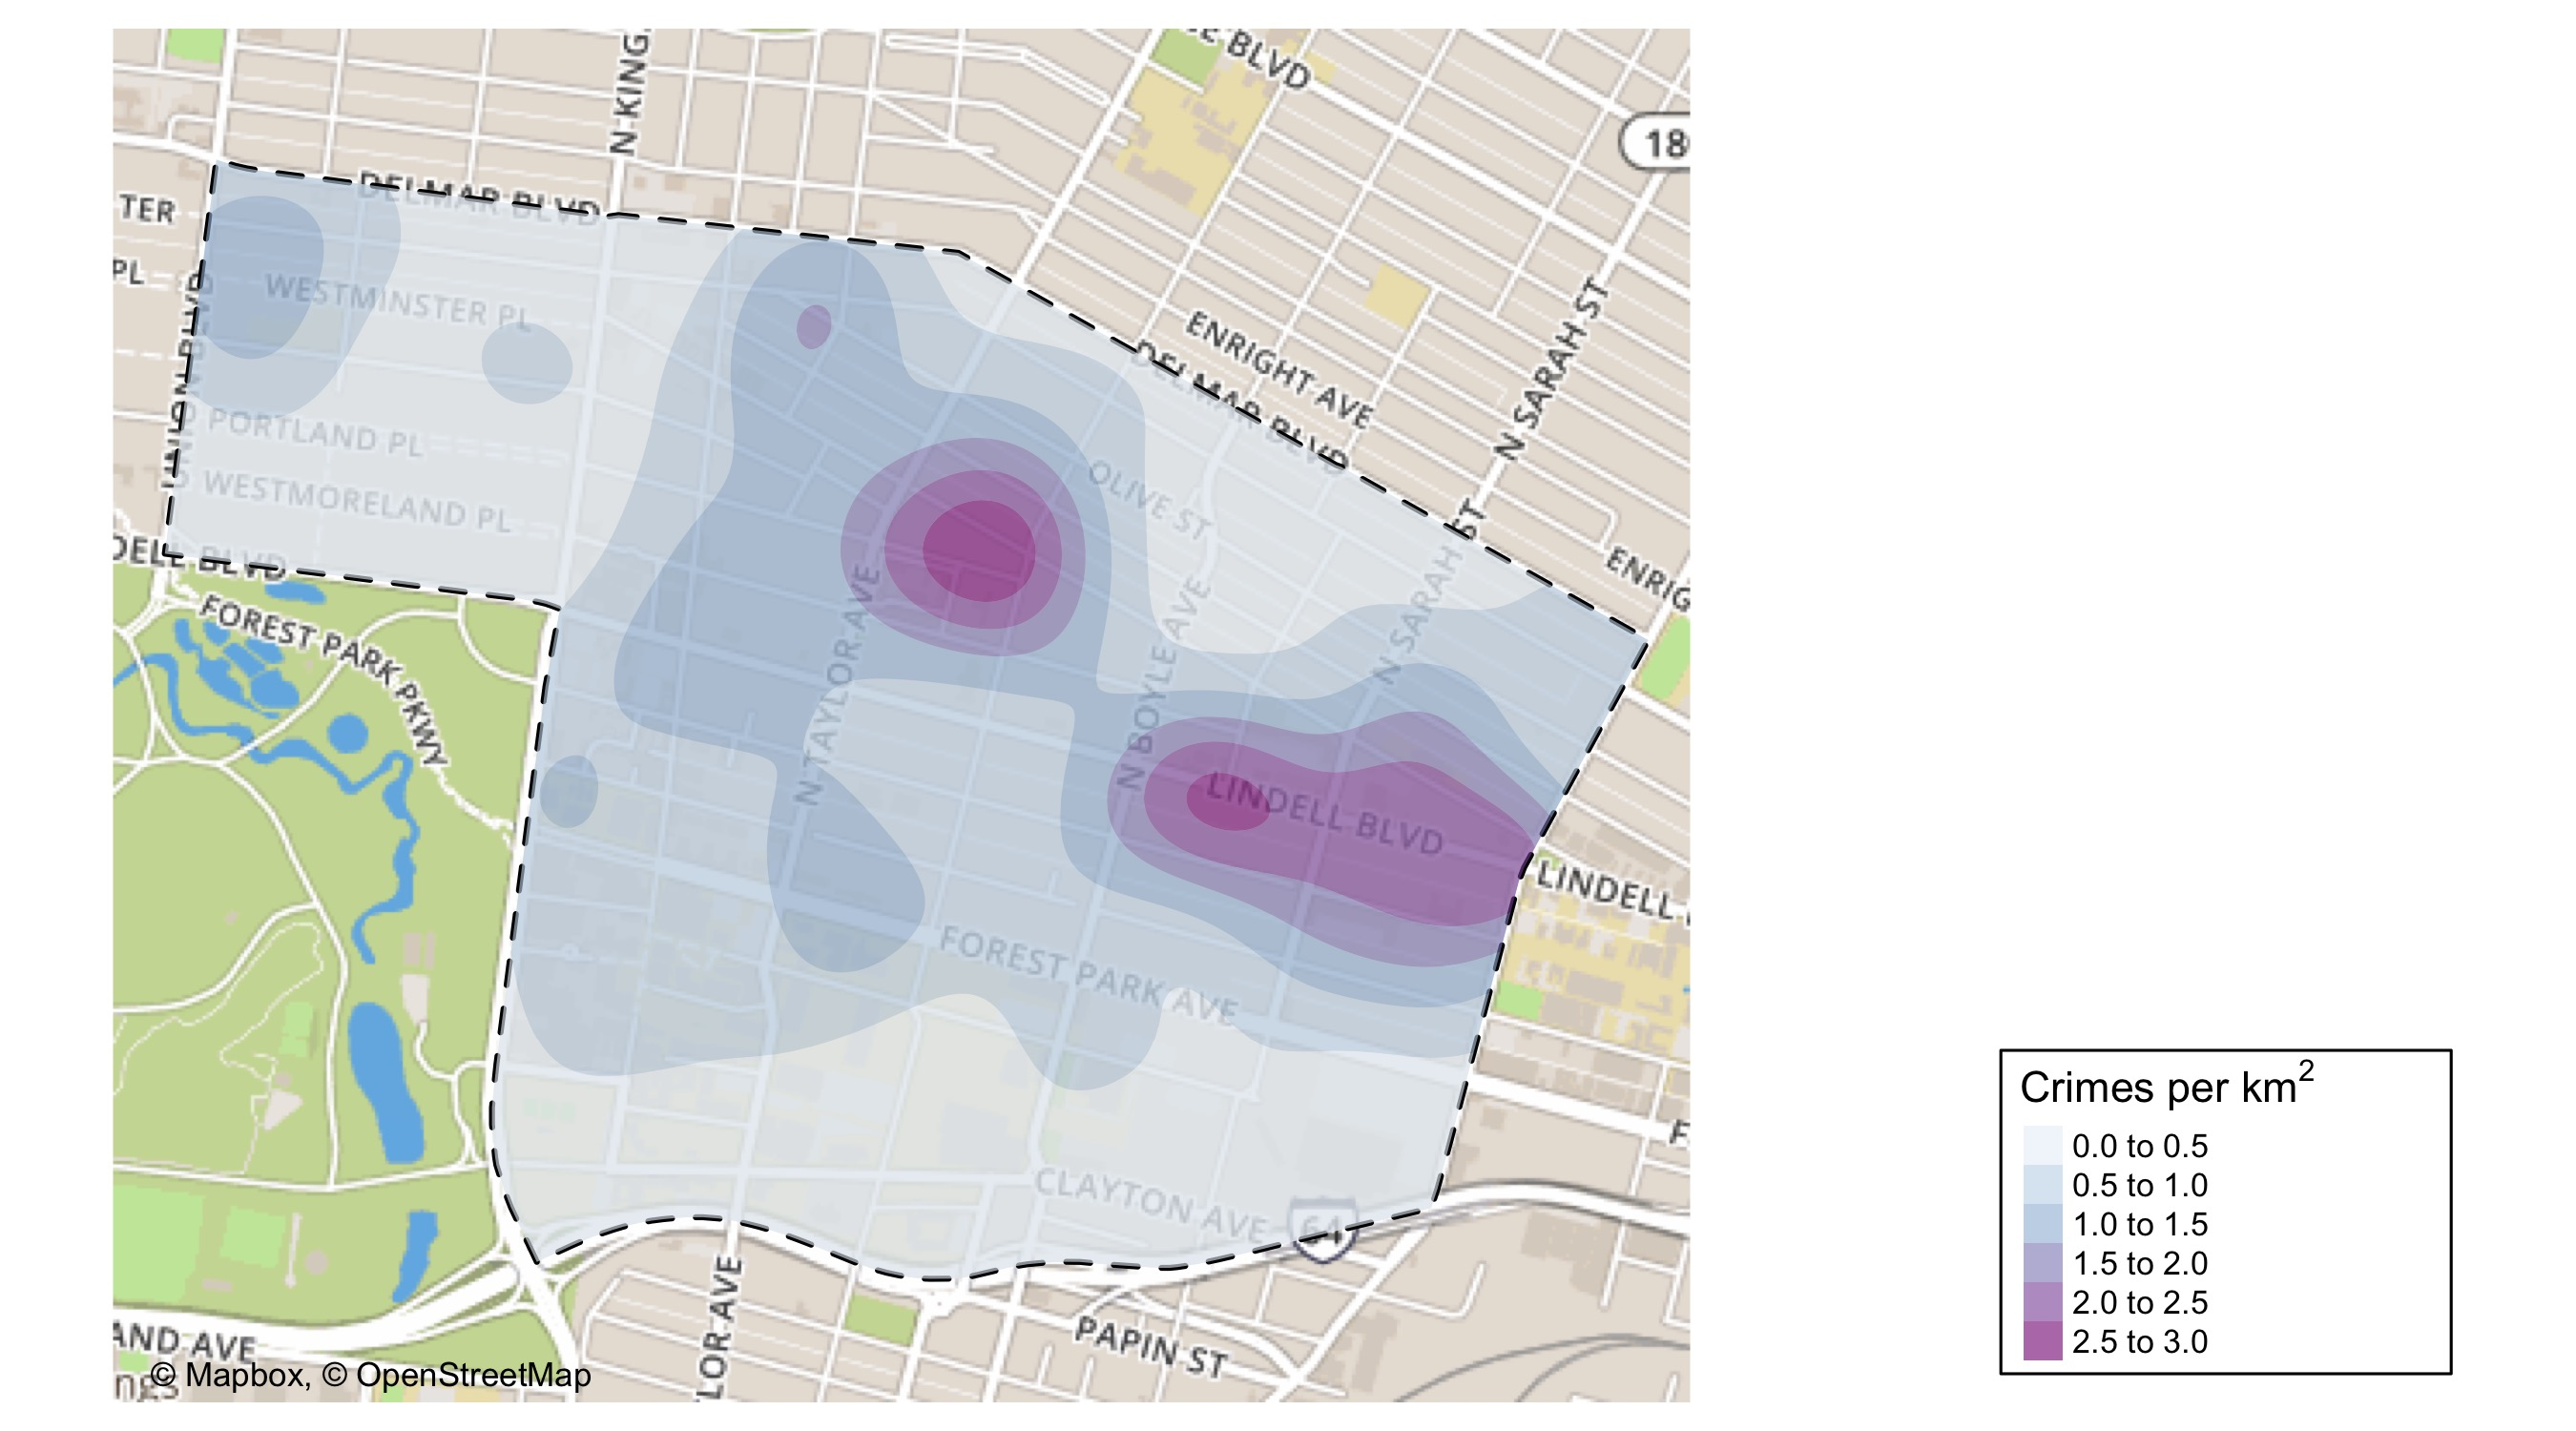 BLVD
N KING
18
TER
DELMAR BLVD
PL
WESTMINSTER PL
ENRIGHT AVE
DELMAR BLVD
N SARAH ST
PORTLAND PL
WESTMORELAND PL
OLIVE ST
DELL BLVD
ENRIG
FOREST PARK PKWY
N TAYLOR AVE
N BOYLE AVE
N SARAH ST
LINDELL BLVD
LINDELL
FOREST PARK AVE
F
CLAYTON AVE
64
LOR AVE
PAPIN ST
AND AVE
© Mapbox, © OpenStreetMap
Crimes per km2
0.0 to 0.5
0.5 to 1.0
1.0 to 1.5
1.5 to 2.0
2.0 to 2.5
2.5 to 3.0